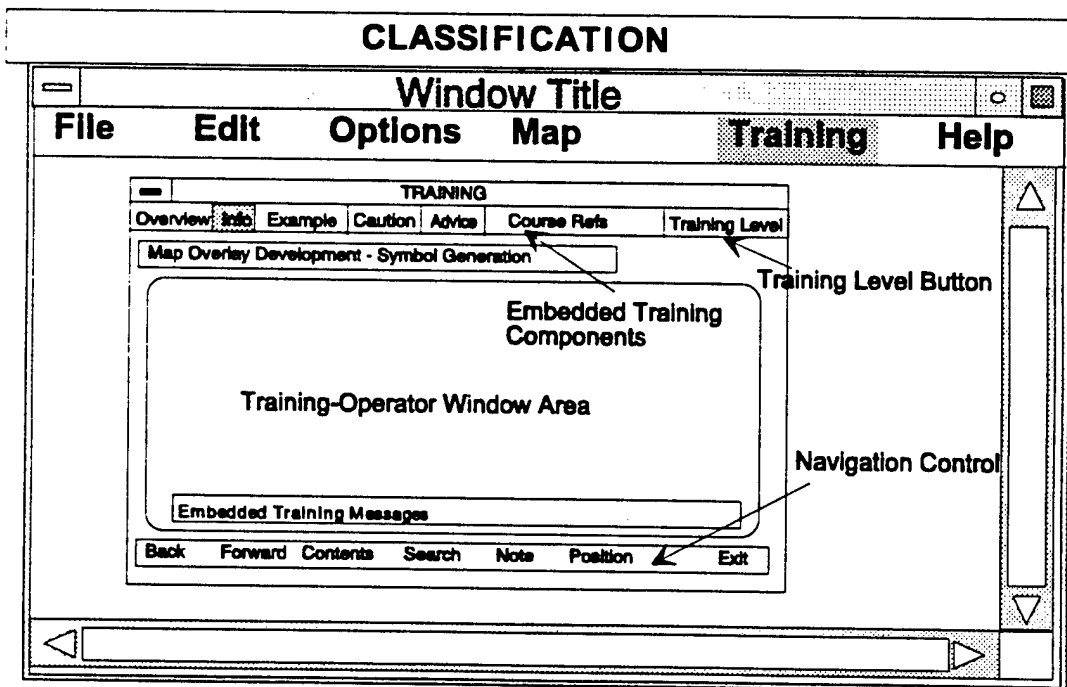 CLASSIFICATION
Window Title
File Edit Options Map Training Help
TRAINING
Overview Info Example Caution Advice Course Refs Training Level
Map Overlay Development - Symbol Generation
Training Level Button
Embedded Training
Components
Training-Operator Window Area
Navigation Control
Embedded Training Messages
Back Forward Contents Search Note Position Exit